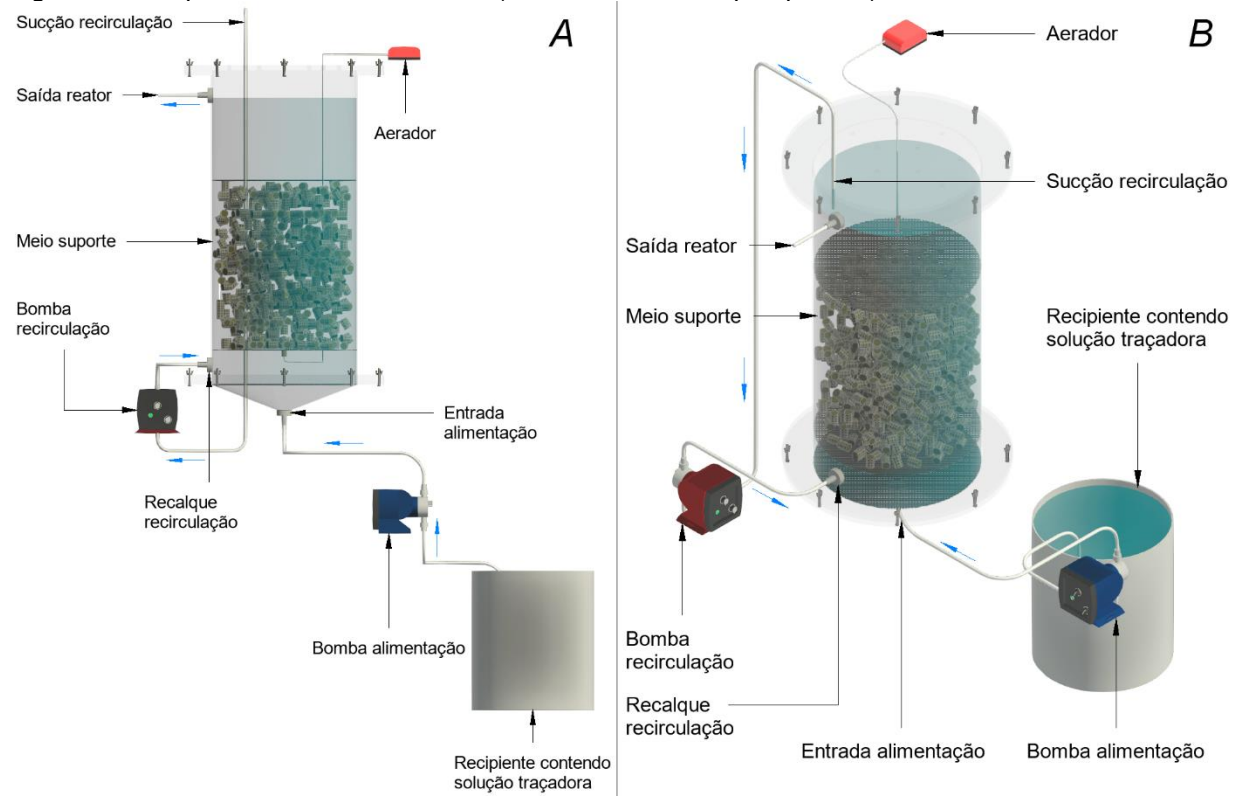 Sucção recirculação
A
Saída reator
Aerador
Meio suporte
Bomba
recirculação
Entrada
alimentação
Recalque
recirculação
Bomba alimentação
Recipiente contendo
solução traçadora
B
Aerador
Sucção recirculação
Saída reator
Meio suporte
Recipiente contendo
solução traçadora
Bomba
recirculação
Recalque
recirculação
Entrada alimentação
Bomba alimentação